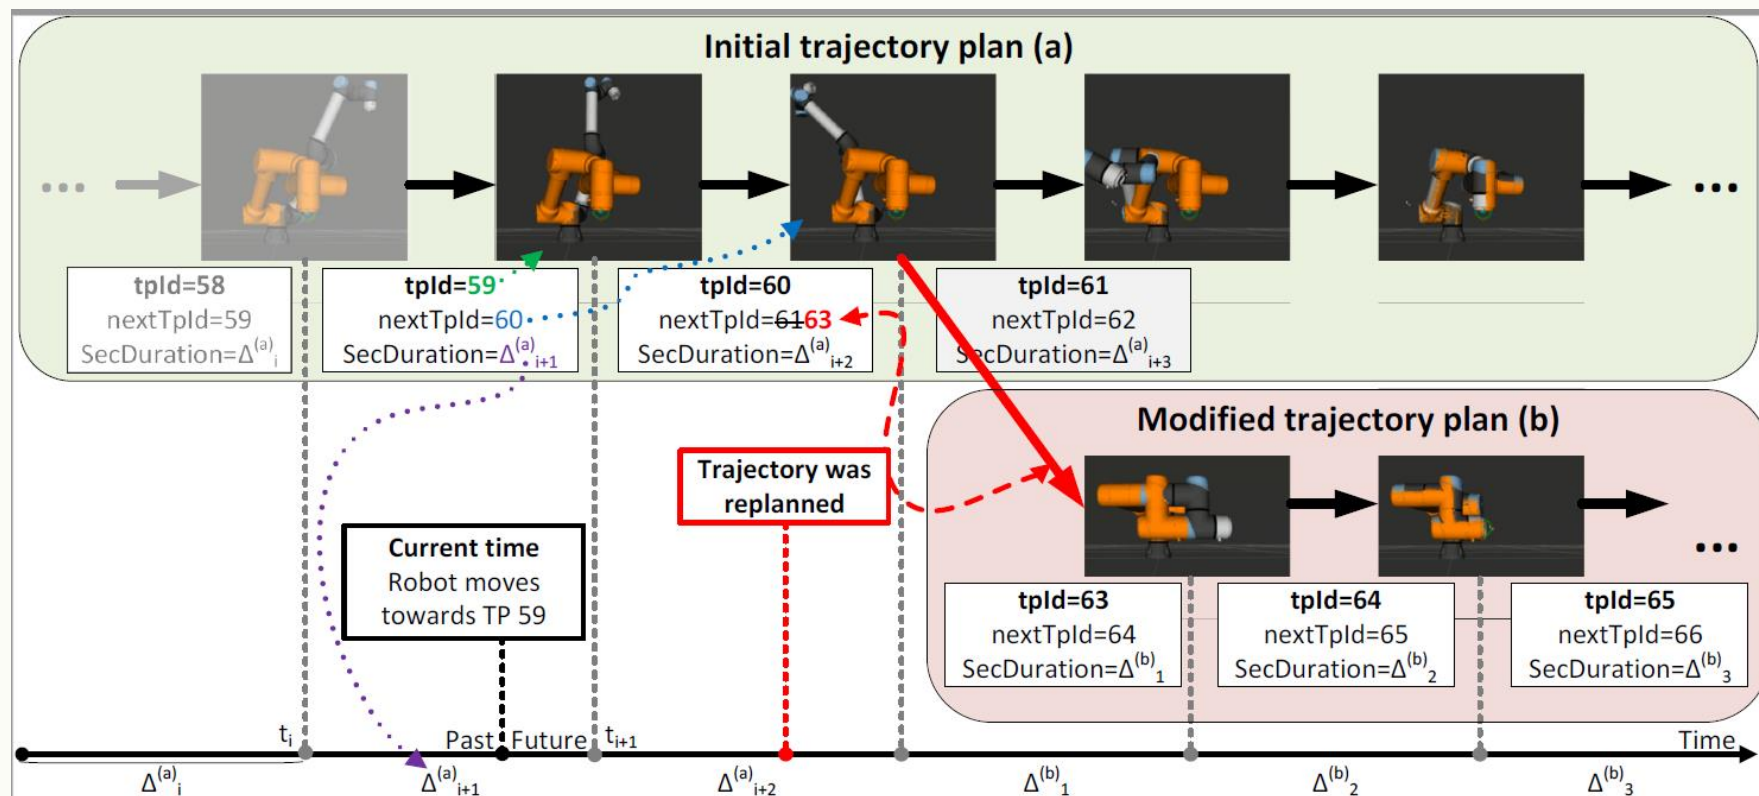 Initial trajectory plan (a)
...
...
tpId=58
nextTpId=59
SecDuration=Δ⁽ᵃ⁾ᵢ
tpId=59
nextTpId=60
SecDuration=Δ⁽ᵃ⁾ᵢ₊₁
tpId=60
nextTpId=6163
SecDuration=Δ⁽ᵃ⁾ᵢ₊₂
tpId=61
nextTpId=62
SecDuration=Δ⁽ᵃ⁾ᵢ₊₃
Modified trajectory plan (b)
Trajectory was
replanned
Current time
Robot moves
towards TP 59
...
tpId=63
nextTpId=64
SecDuration=Δ⁽ᵇ⁾₁
tpId=64
nextTpId=65
SecDuration=Δ⁽ᵇ⁾₂
tpId=65
nextTpId=66
SecDuration=Δ⁽ᵇ⁾₃
tᵢ
Past
Future
tᵢ₊₁
Time
Δ⁽ᵃ⁾ᵢ
Δ⁽ᵃ⁾ᵢ₊₁
Δ⁽ᵃ⁾ᵢ₊₂
Δ⁽ᵇ⁾₁
Δ⁽ᵇ⁾₂
Δ⁽ᵇ⁾₃